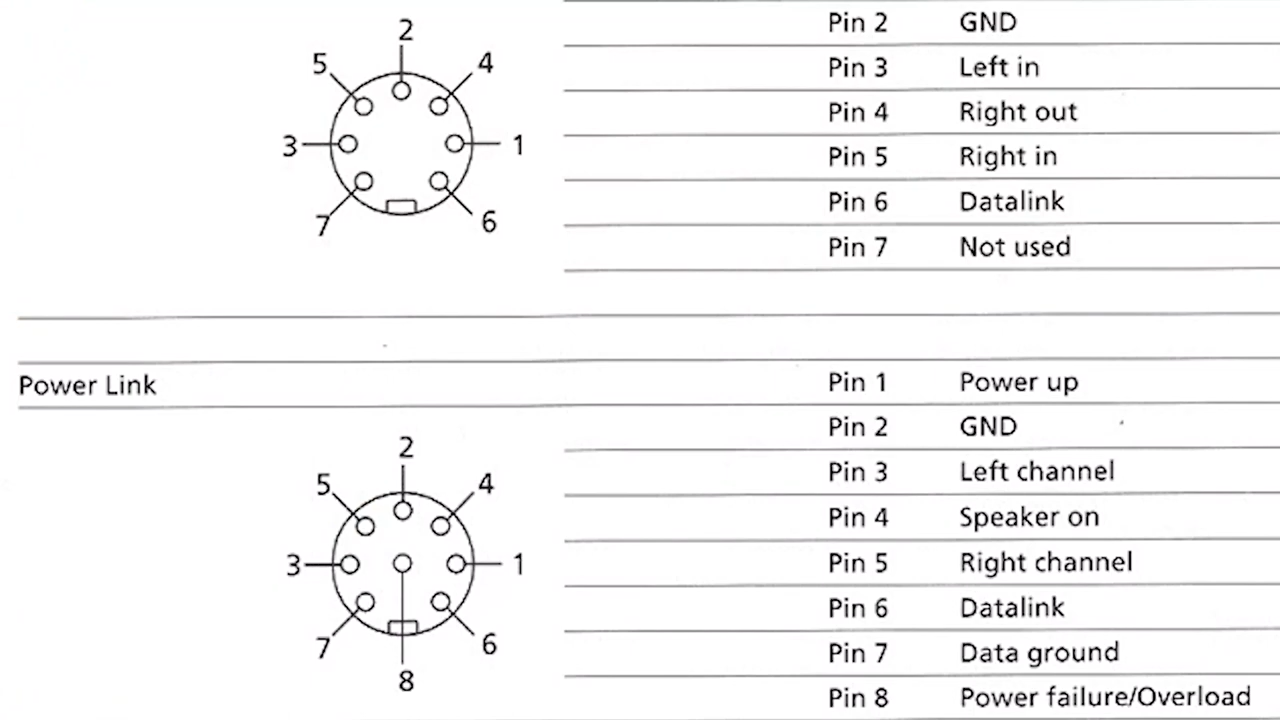 2
5
4
3
1
7
6
Pin 2 GND
Pin 3 Left in
Pin 4 Right out
Pin 5 Right in
Pin 6 Datalink
Pin 7 Not used
Power Link
2
5
4
3
1
7
6
8
Pin 1 Power up
Pin 2 GND
Pin 3 Left channel
Pin 4 Speaker on
Pin 5 Right channel
Pin 6 Datalink
Pin 7 Data ground
Pin 8 Power failure/Overload